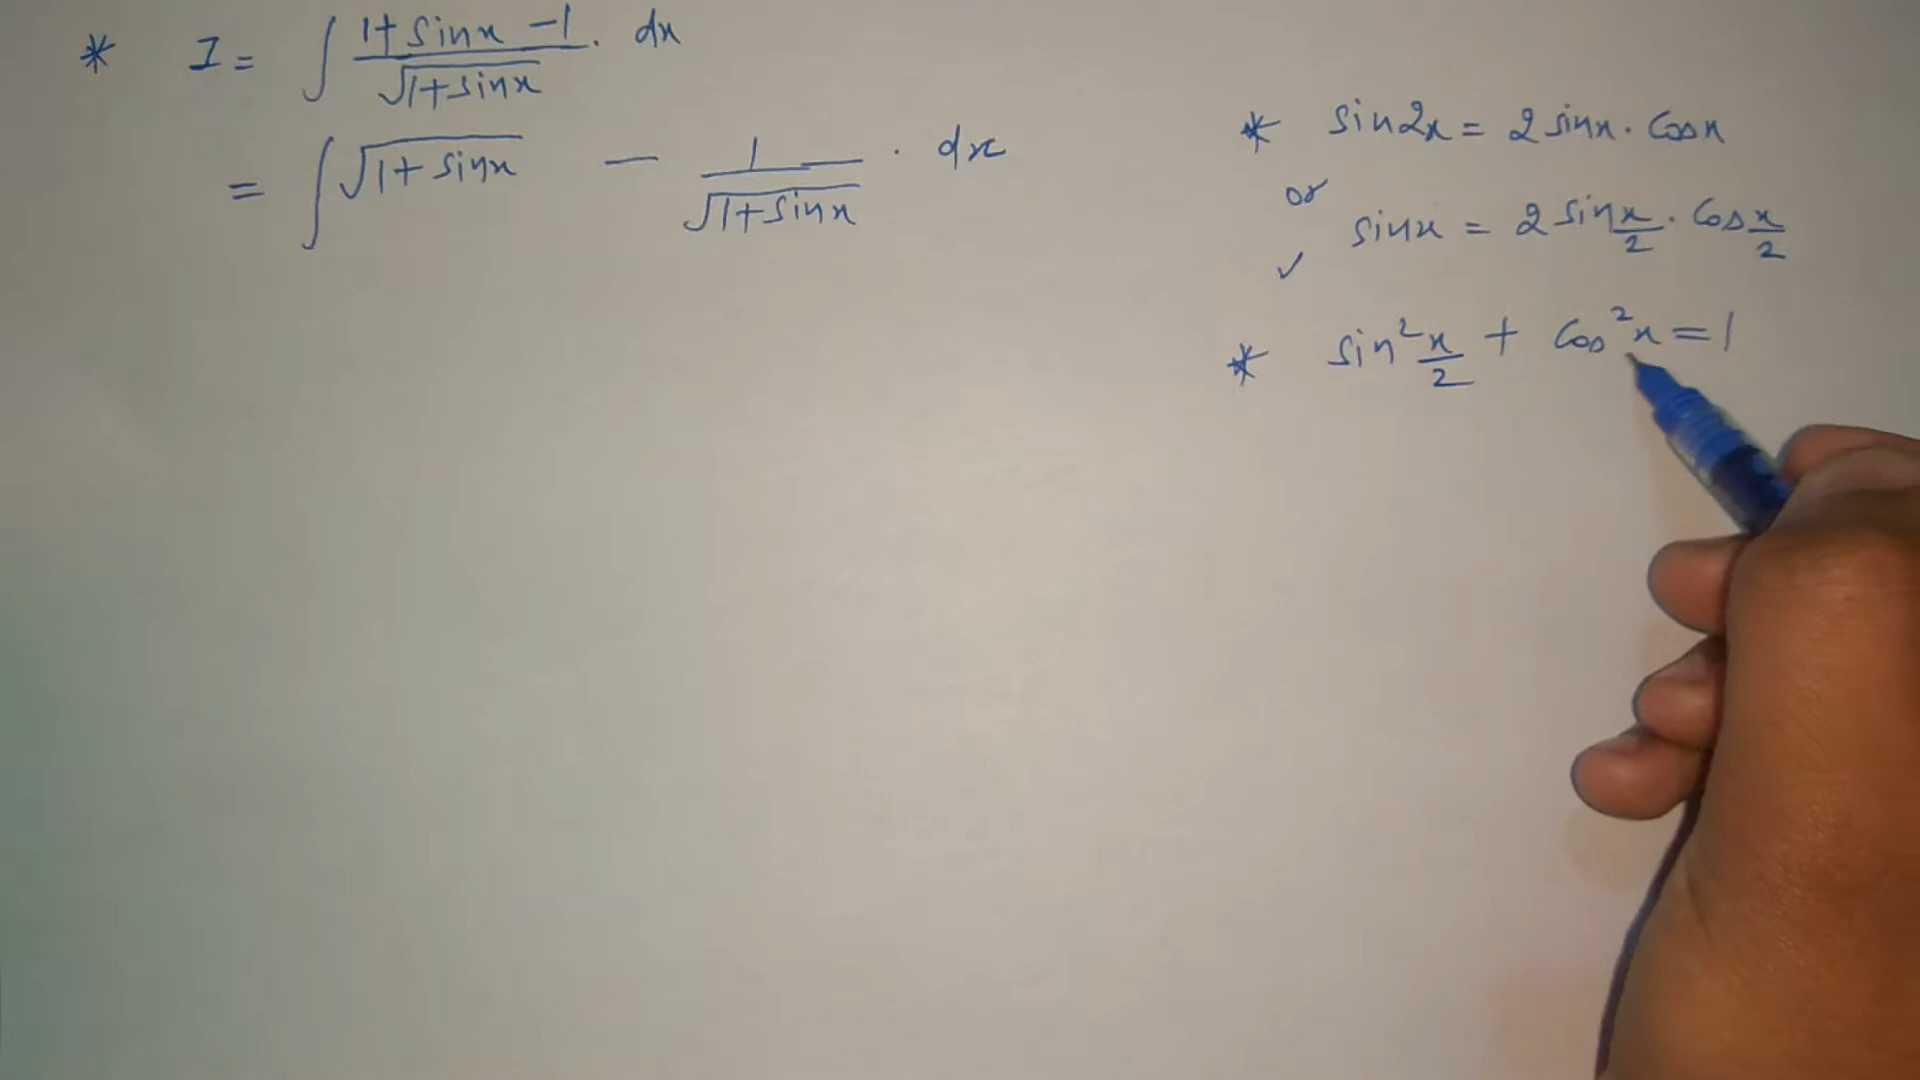 * I = ∫ (1+sinx −1)/√(1+sinx) . dx
= ∫ √(1+sinx) − 1/√(1+sinx) . dx
* sin2x = 2 sinx . cosx
or
✓ sinx = 2 sin x/2 . cos x/2
* sin² x/2 + cos² x = 1